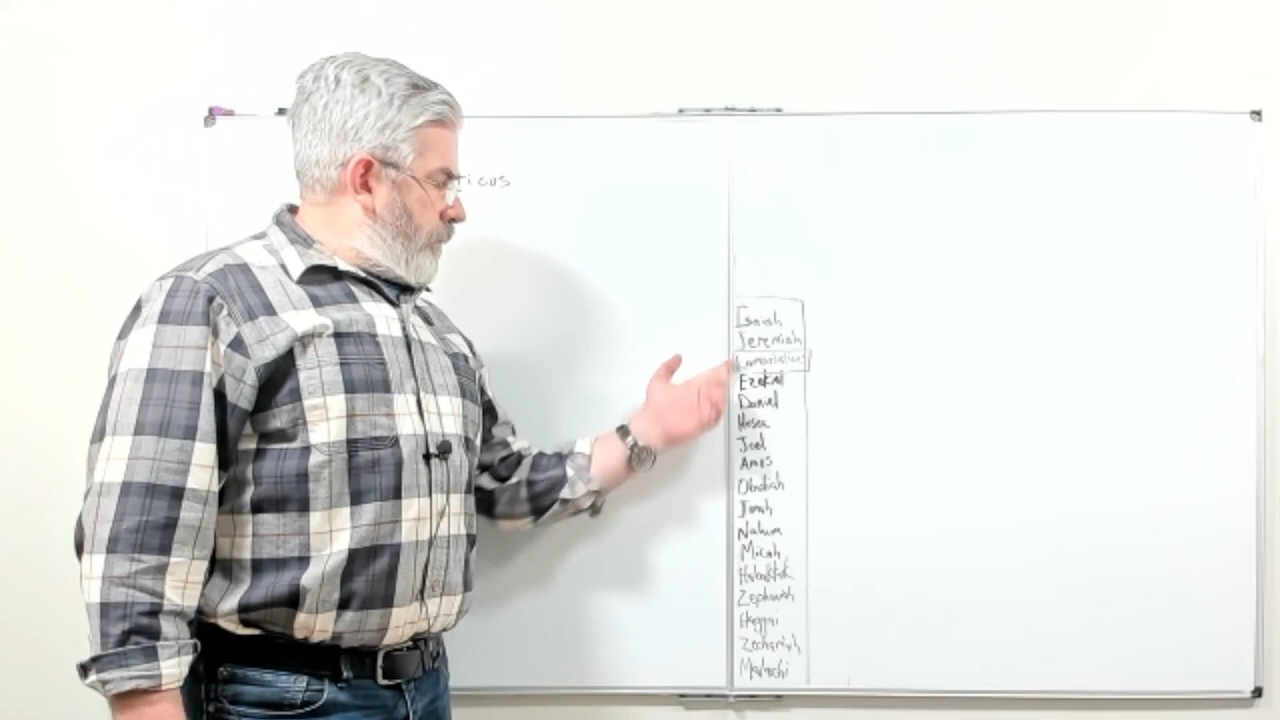 ticus
Isaiah
Jeremiah
Lamentations
Ezekiel
Daniel
Hosea
Joel
Amos
Obadiah
Jonah
Nahum
Micah
Habakkuk
Zephaniah
Haggai
Zechariah
Malachi